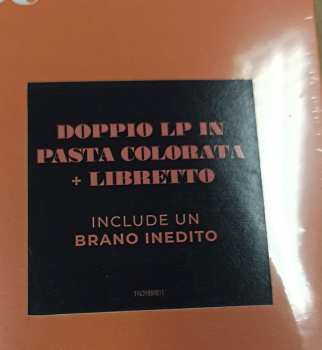 DOPPIO LP IN
PASTA COLORATA
+ LIBRETTO
INCLUDE UN
BRANO INEDITO